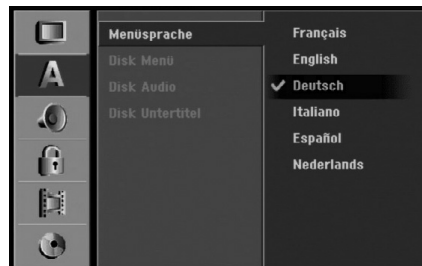 A
Menüsprache
Disk Menü
Disk Audio
Disk Untertitel
Français
English
Deutsch
Italiano
Español
Nederlands